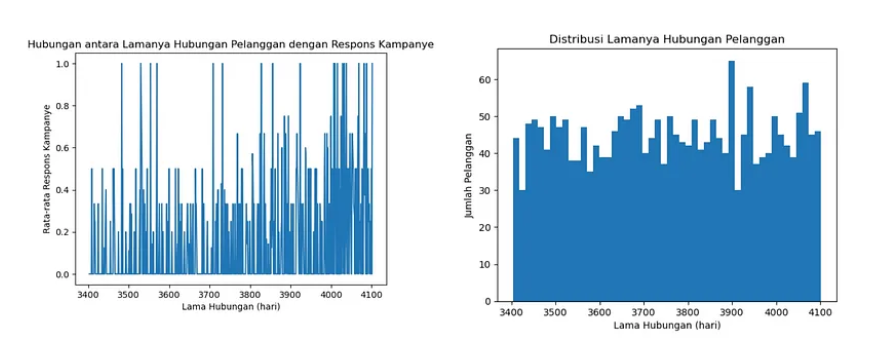 Hubungan antara Lamanya Hubungan Pelanggan dengan Respons Kampanye
1.0
0.8
0.6
0.4
0.2
0.0
Rata-rata Respons Kampanye
3400 3500 3600 3700 3800 3900 4000 4100
Lama Hubungan (hari)
Distribusi Lamanya Hubungan Pelanggan
60
50
40
30
20
10
0
Jumlah Pelanggan
3400 3500 3600 3700 3800 3900 4000 4100
Lama Hubungan (hari)